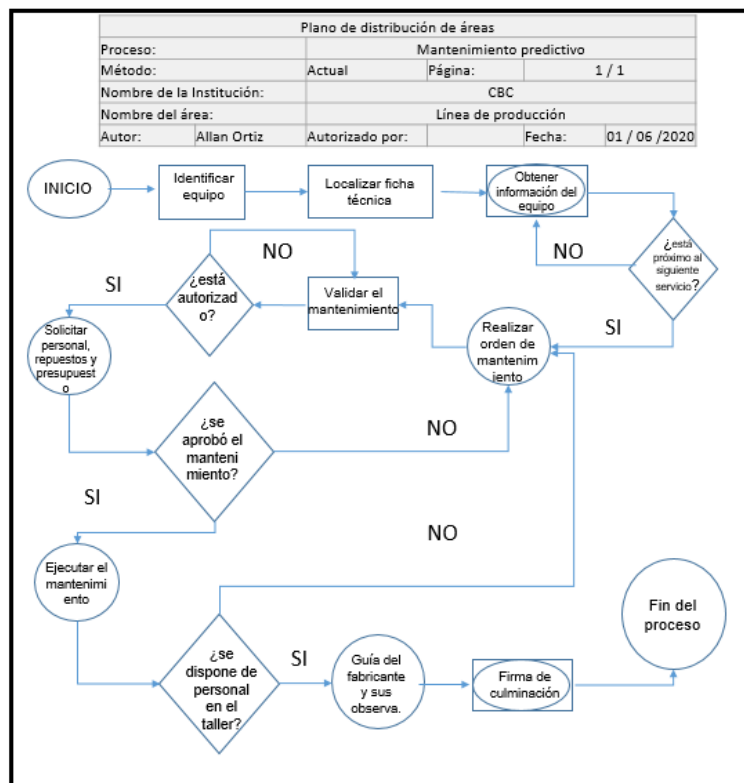 Plano de distribución de áreas
Proceso: Mantenimiento predictivo
Método: Actual Página: 1 / 1
Nombre de la Institución: CBC
Nombre del área: Línea de producción
Autor: Allan Ortiz Autorizado por: Fecha: 01 / 06 /2020
INICIO
Identificar
equipo
Localizar ficha
técnica
Obtener
información del
equipo
¿está
próximo al
siguiente
servicio?
NO
SI
Realizar
orden de
mantenim
iento
Validar el
mantenimiento
¿está
autorizad
o?
NO
SI
Solicitar
personal,
repuestos y
presupuest
o
¿se
aprobó el
manteni
miento?
NO
SI
Ejecutar el
mantenimi
ento
¿se
dispone de
personal
en el
taller?
NO
SI
Guía del
fabricante
y sus
observa.
Firma de
culminación
Fin del
proceso